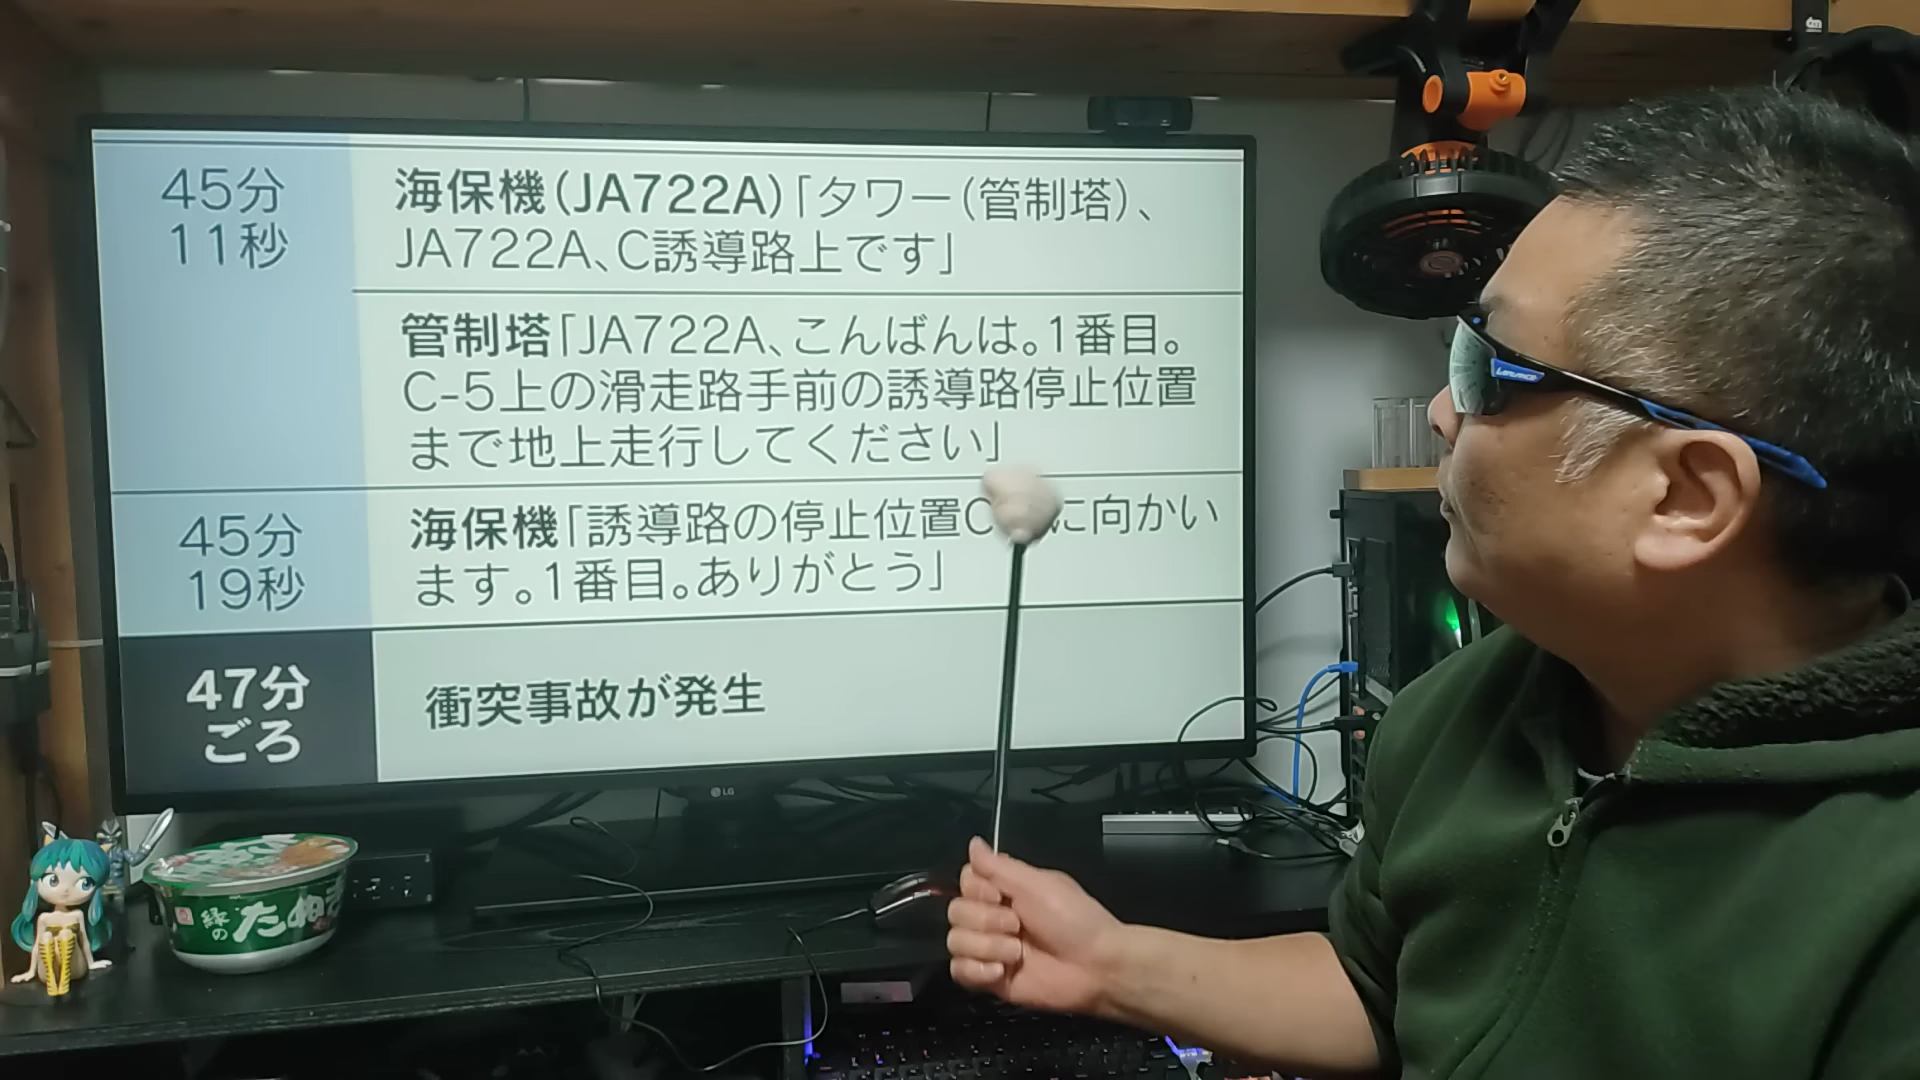 45分
11秒
海保機(JA722A)「タワー(管制塔)、
JA722A、C誘導路上です」
管制塔「JA722A、こんばんは。1番目。
C-5上の滑走路手前の誘導路停止位置
まで地上走行してください」
45分
19秒
海保機「誘導路の停止位置C に向かい
ます。1番目。ありがとう」
47分
ごろ
衝突事故が発生
LG
緑の
たぬき